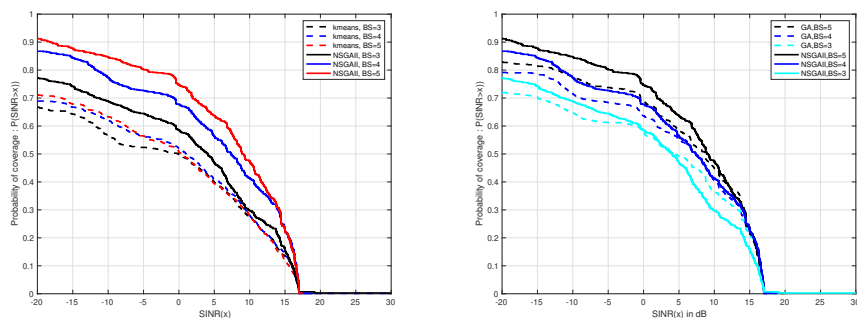 1
0.9
0.8
0.7
0.6
0.5
0.4
0.3
0.2
0.1
0
Probability of coverage : P(SINR>x))
-20 -15 -10 -5 0 5 10 15 20 25 30
SINR(x)
kmeans, BS=3
kmeans, BS=4
kmeans, BS=5
NSGAII, BS=3
NSGAII, BS=4
NSGAII, BS=5
1
0.9
0.8
0.7
0.6
0.5
0.4
0.3
0.2
0.1
0
Probability of coverage : P(SINR>x))
-20 -15 -10 -5 0 5 10 15 20 25 30
SINR(x) in dB
GA,BS=5
GA,BS=4
GA,BS=3
NSGAII,BS=5
NSGAII,BS=4
NSGAII,BS=3